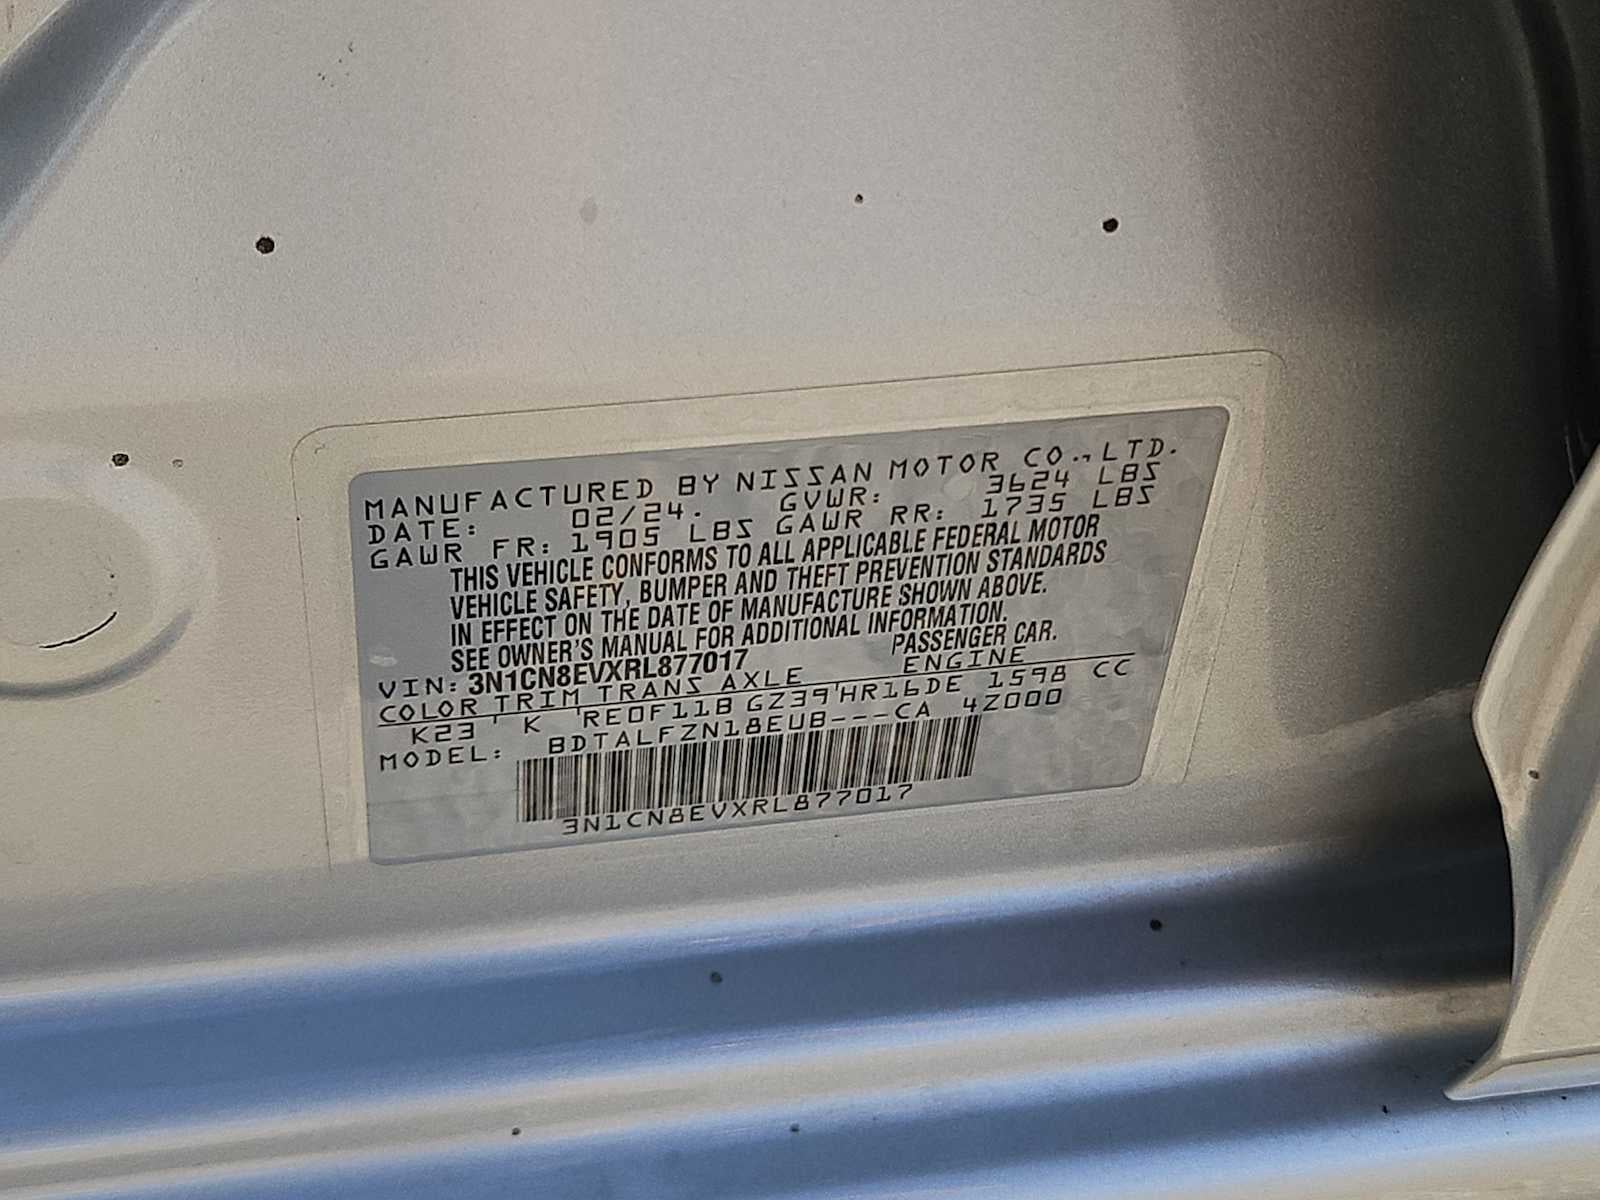 MANUFACTURED BY NISSAN MOTOR CO., LTD.
DATE: 02/24. GVWR: 3624 LBS
GAWR FR: 1905 LBS GAWR RR: 1735 LBS
THIS VEHICLE CONFORMS TO ALL APPLICABLE FEDERAL MOTOR
VEHICLE SAFETY, BUMPER AND THEFT PREVENTION STANDARDS
IN EFFECT ON THE DATE OF MANUFACTURE SHOWN ABOVE.
SEE OWNER'S MANUAL FOR ADDITIONAL INFORMATION.
VIN: 3N1CN8EVXRL877017 PASSENGER CAR.
COLOR TRIM TRANS AXLE ENGINE
K23 ' K 'RE0F11B GZ39'HR16DE 1598 CC
MODEL: BDTALFZN18EUB---CA 4Z000
3N1CN8EVXRL877017